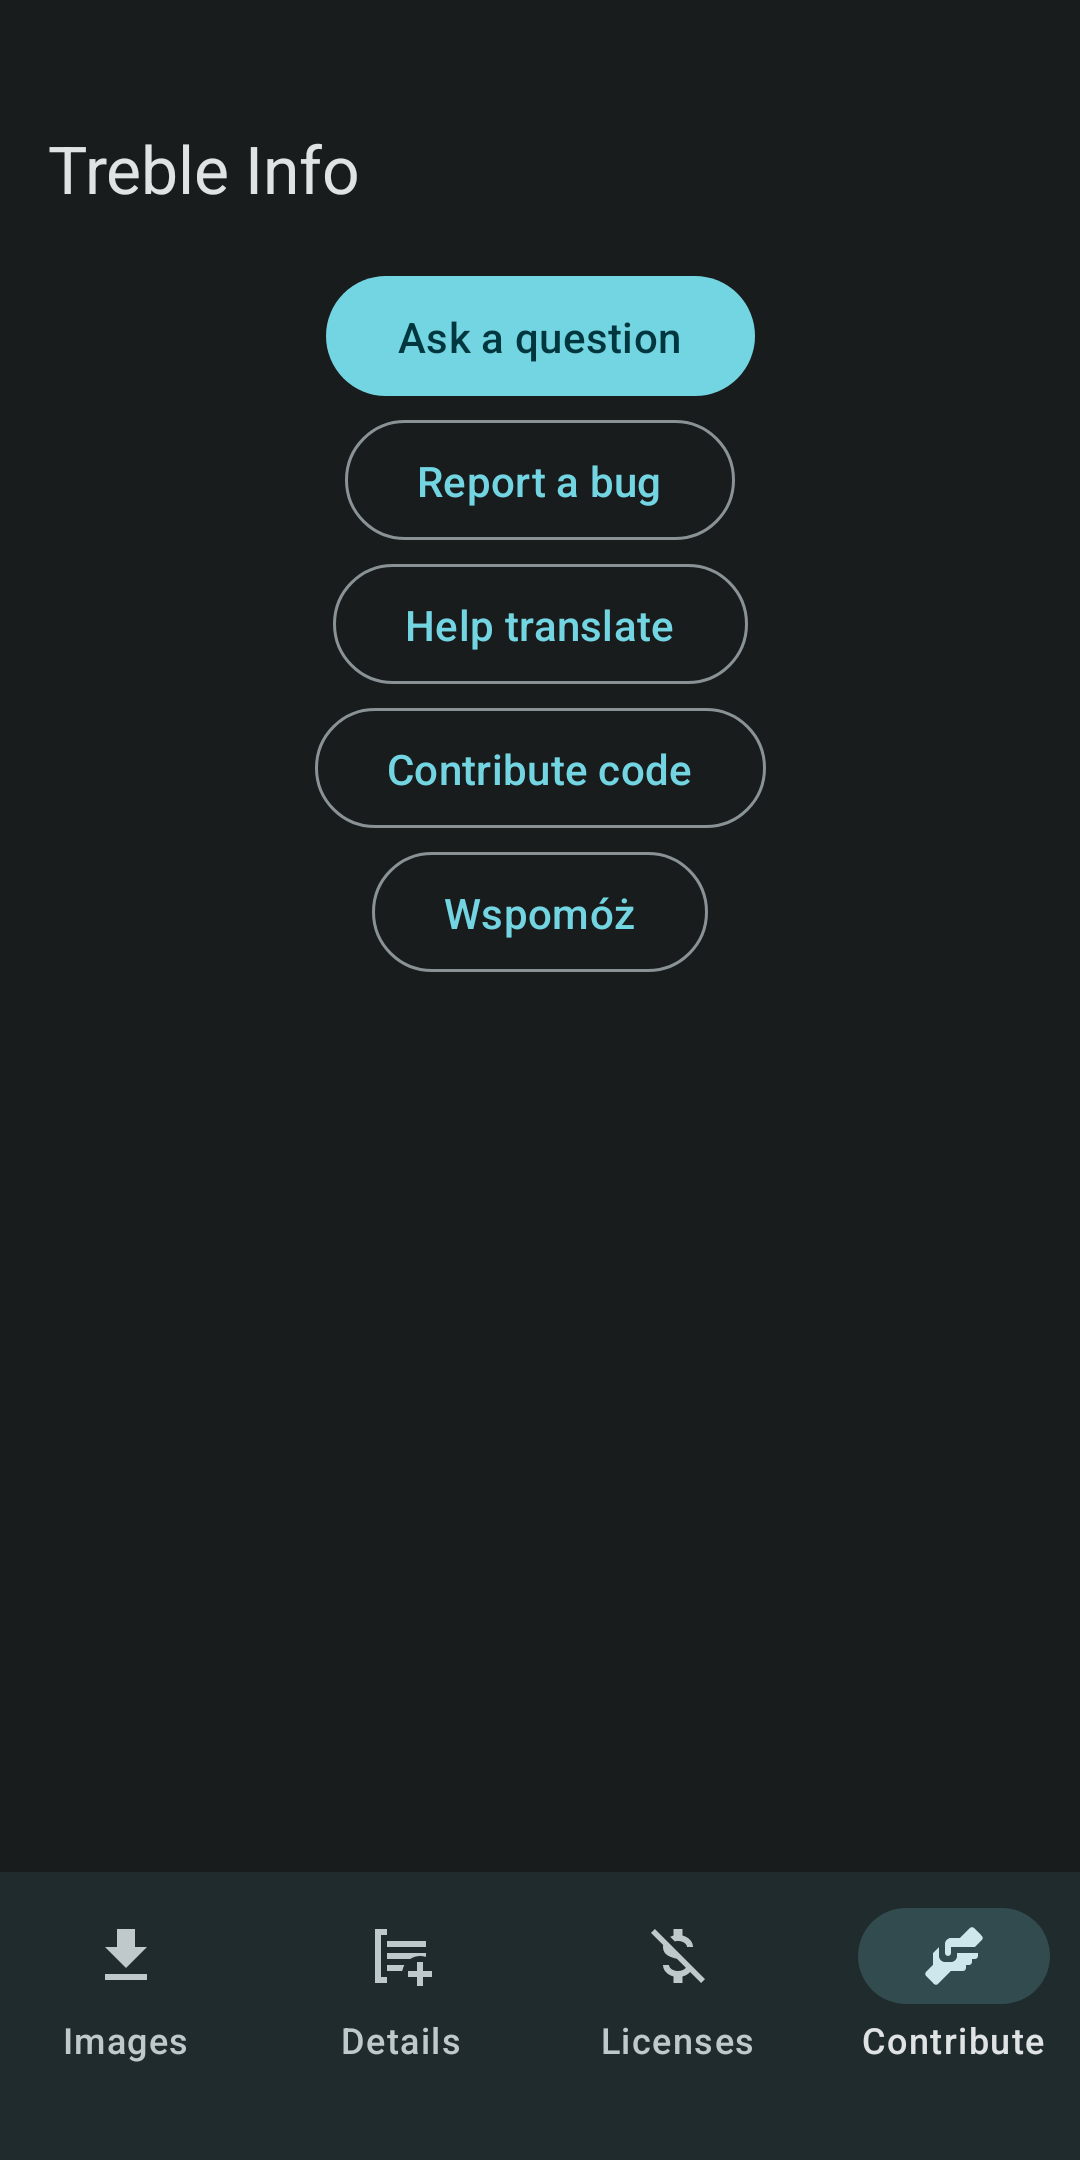 Treble Info
Ask a question
Report a bug
Help translate
Contribute code
Wspomóż
Images
Details
Licenses
Contribute